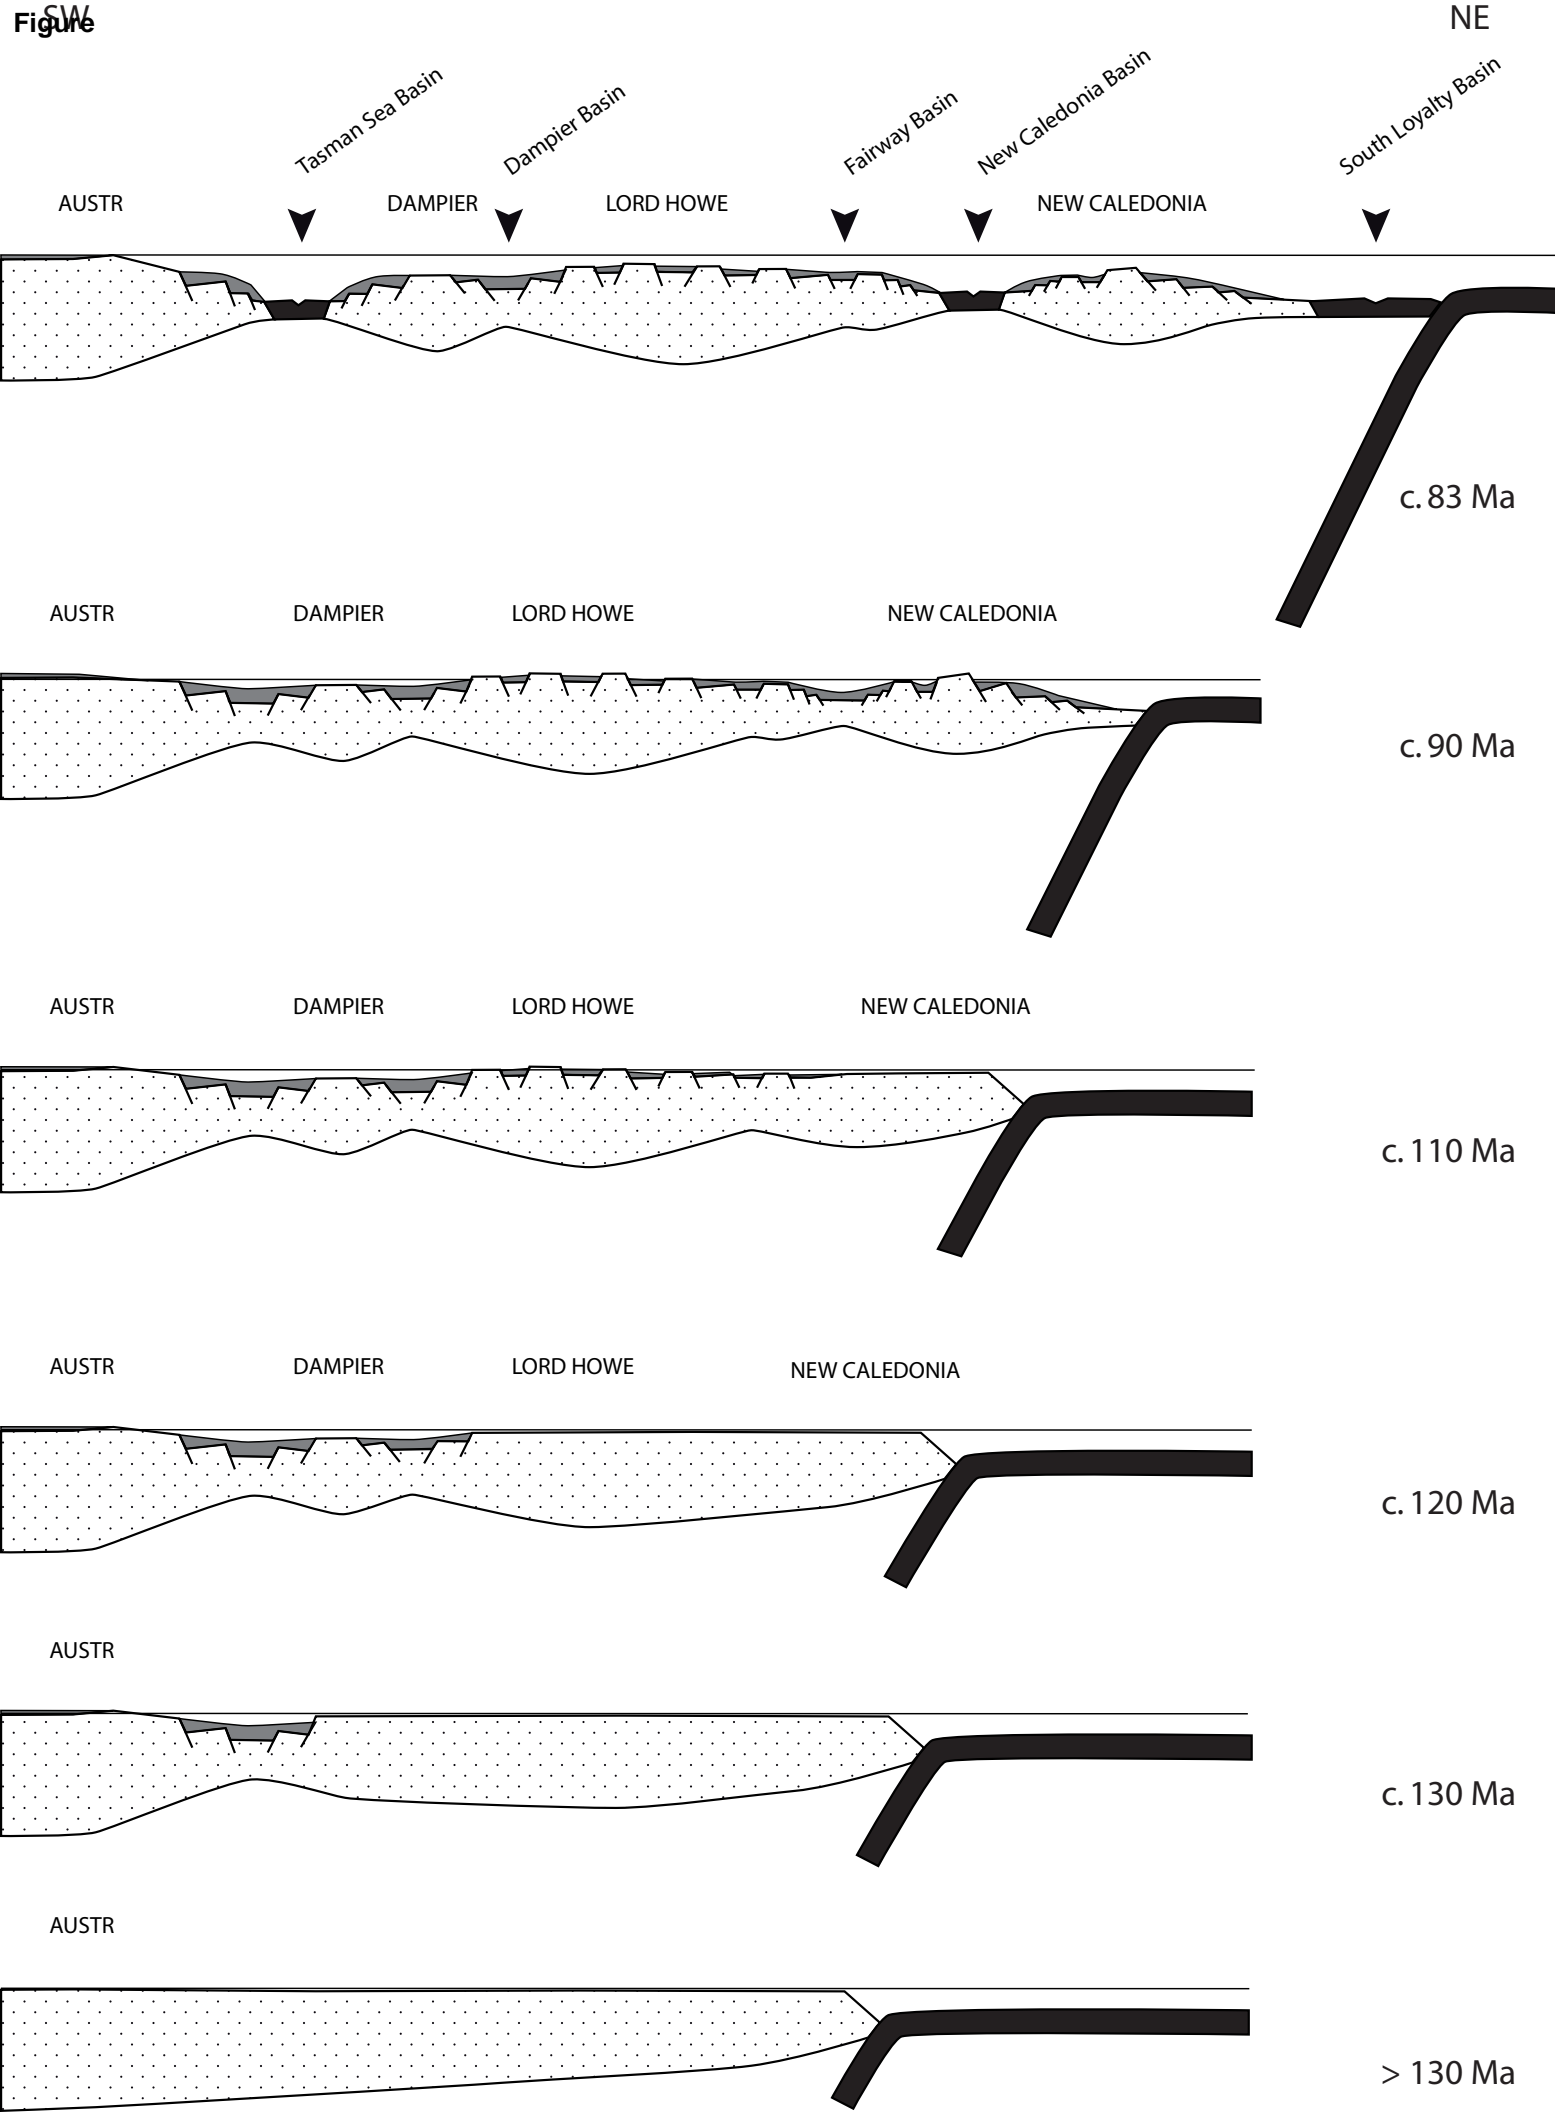 SW
Figure
NE
Tasman Sea Basin
Dampier Basin
Fairway Basin
New Caledonia Basin
South Loyalty Basin
AUSTR DAMPIER LORD HOWE NEW CALEDONIA
c. 83 Ma
AUSTR DAMPIER LORD HOWE NEW CALEDONIA
c. 90 Ma
AUSTR DAMPIER LORD HOWE NEW CALEDONIA
c. 110 Ma
AUSTR DAMPIER LORD HOWE NEW CALEDONIA
c. 120 Ma
AUSTR
c. 130 Ma
AUSTR
> 130 Ma